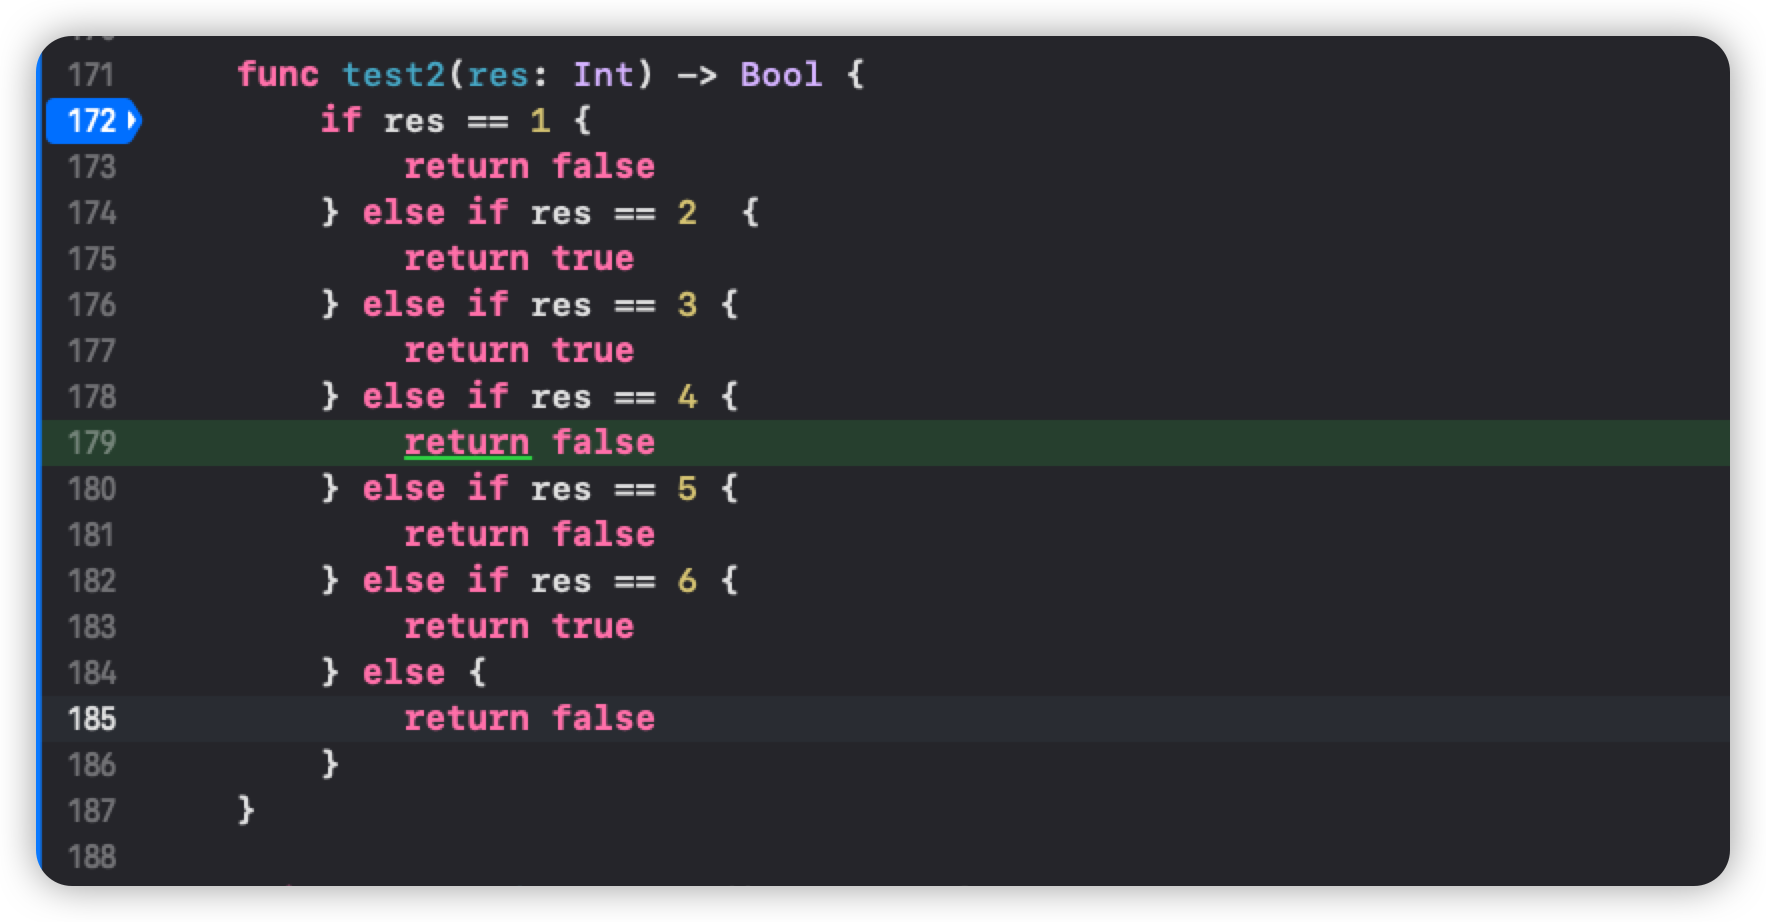 171 func test2(res: Int) -> Bool {
172 if res == 1 {
173 return false
174 } else if res == 2  {
175 return true
176 } else if res == 3 {
177 return true
178 } else if res == 4 {
179 return false
180 } else if res == 5 {
181 return false
182 } else if res == 6 {
183 return true
184 } else {
185 return false
186 }
187 }
188